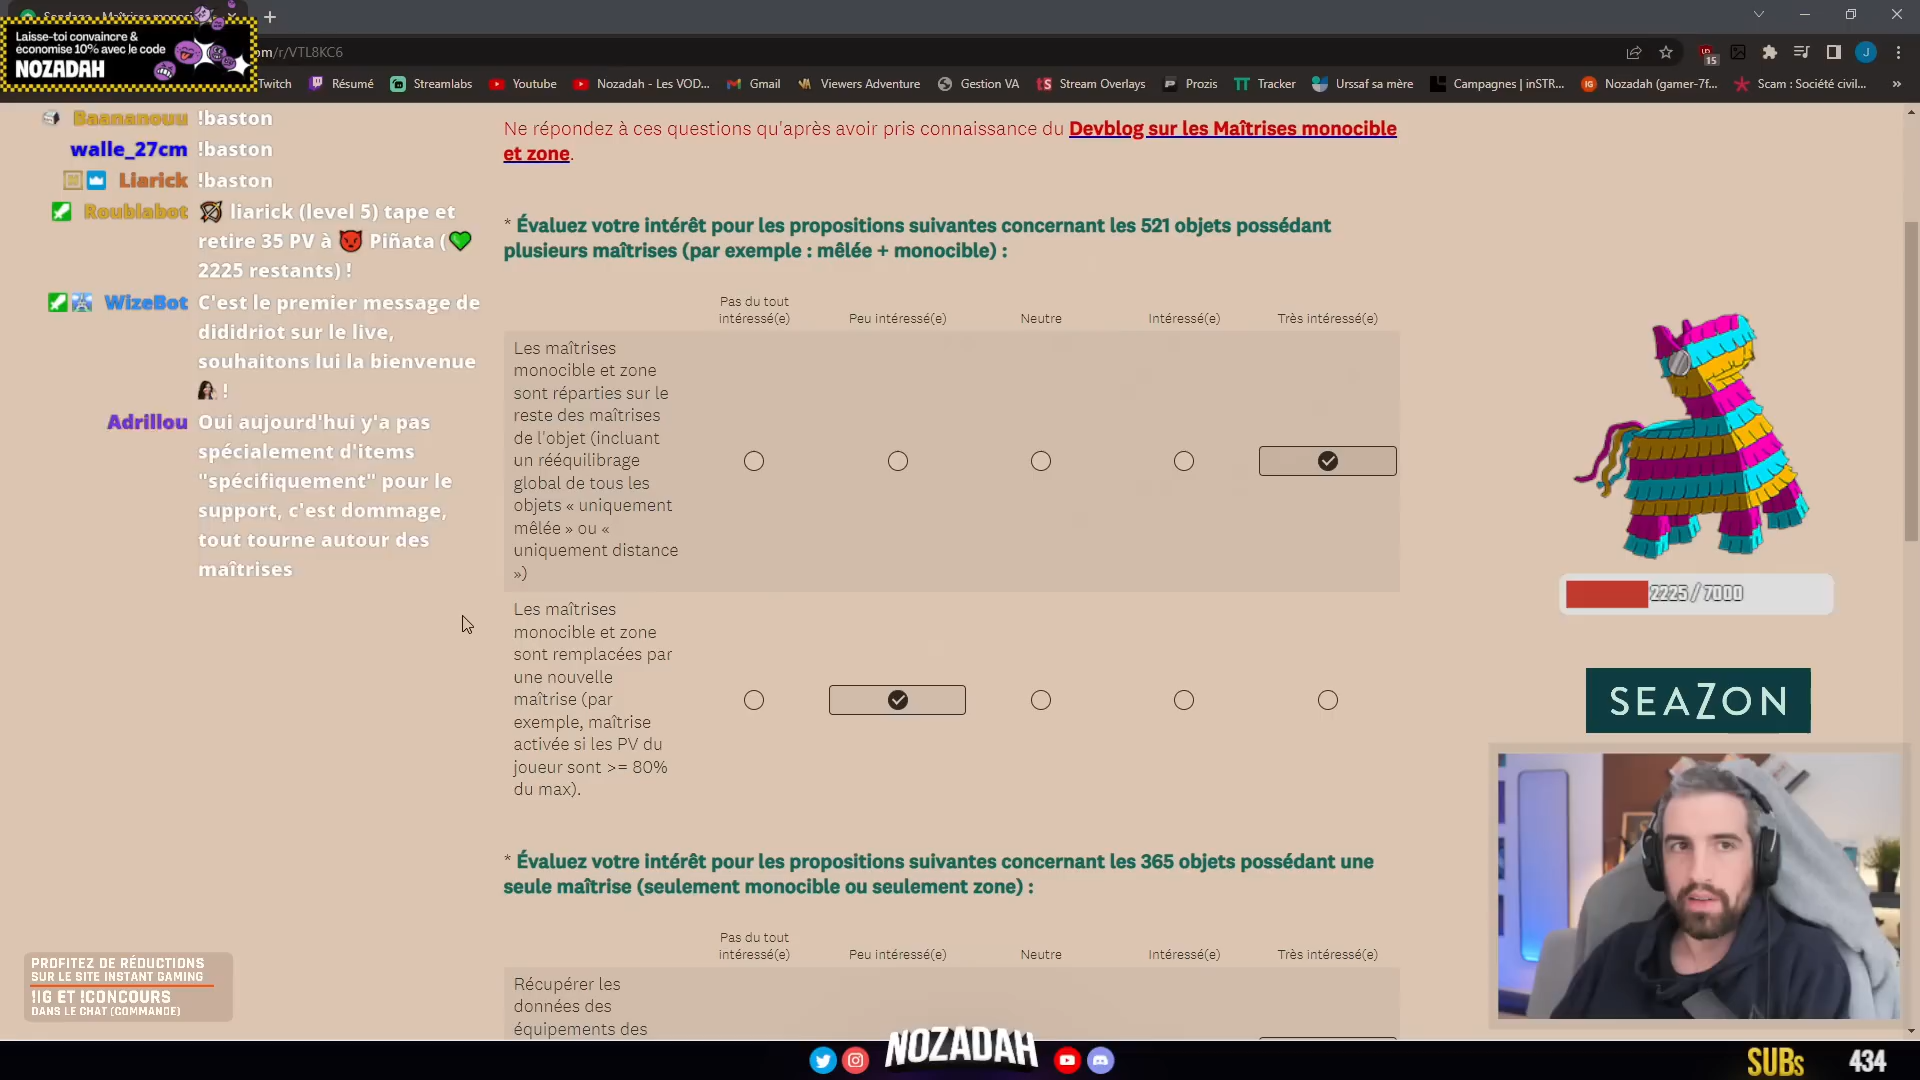 Laisse-toi convaincre &
économise 10% avec le code
NOZADAH
om/r/VTL8KC6
15
J
Twitch
Résumé
Streamlabs
Youtube
Nozadah - Les VOD...
Gmail
Viewers Adventure
Gestion VA
Stream Overlays
Prozis
Tracker
Urssaf sa mère
Campagnes | inSTR...
Nozadah (gamer-7f...
Scam : Société civil...
»
Baananouu !baston
walle_27cm !baston
Liarick !baston
Roublabot liarick (level 5) tape et
retire 35 PV à Piñata (
2225 restants) !
WizeBot C'est le premier message de
dididriot sur le live,
souhaitons lui la bienvenue
!
Adrillou Oui aujourd'hui y'a pas
spécialement d'items
"spécifiquement" pour le
support, c'est dommage,
tout tourne autour des
maîtrises
Ne répondez à ces questions qu'après avoir pris connaissance du Devblog sur les Maîtrises monocible
et zone.
* Évaluez votre intérêt pour les propositions suivantes concernant les 521 objets possédant
plusieurs maîtrises (par exemple : mêlée + monocible) :
Pas du tout
intéressé(e)
Peu intéressé(e)
Neutre
Intéressé(e)
Très intéressé(e)
Les maîtrises
monocible et zone
sont réparties sur le
reste des maîtrises
de l'objet (incluant
un rééquilibrage
global de tous les
objets « uniquement
mêlée » ou «
uniquement distance
»)
Les maîtrises
monocible et zone
sont remplacées par
une nouvelle
maîtrise (par
exemple, maîtrise
activée si les PV du
joueur sont >= 80%
du max).
* Évaluez votre intérêt pour les propositions suivantes concernant les 365 objets possédant une
seule maîtrise (seulement monocible ou seulement zone) :
Pas du tout
intéressé(e)
Peu intéressé(e)
Neutre
Intéressé(e)
Très intéressé(e)
Récupérer les
données des
équipements des
2225 / 7000
SEAZON
PROFITEZ DE RÉDUCTIONS
SUR LE SITE INSTANT GAMING
!IG ET !CONCOURS
DANS LE CHAT (COMMANDE)
NOZADAH
SUBs
434